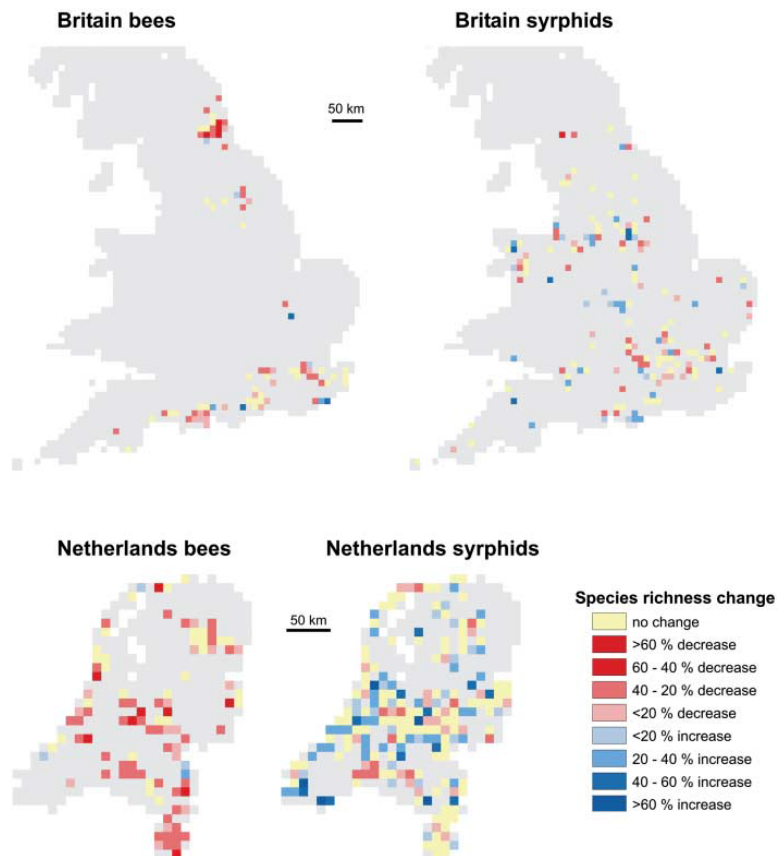 Britain bees
Britain syrphids
50 km
Netherlands bees
Netherlands syrphids
50 km
Species richness change
no change
>60 % decrease
60 - 40 % decrease
40 - 20 % decrease
<20 % decrease
<20 % increase
20 - 40 % increase
40 - 60 % increase
>60 % increase